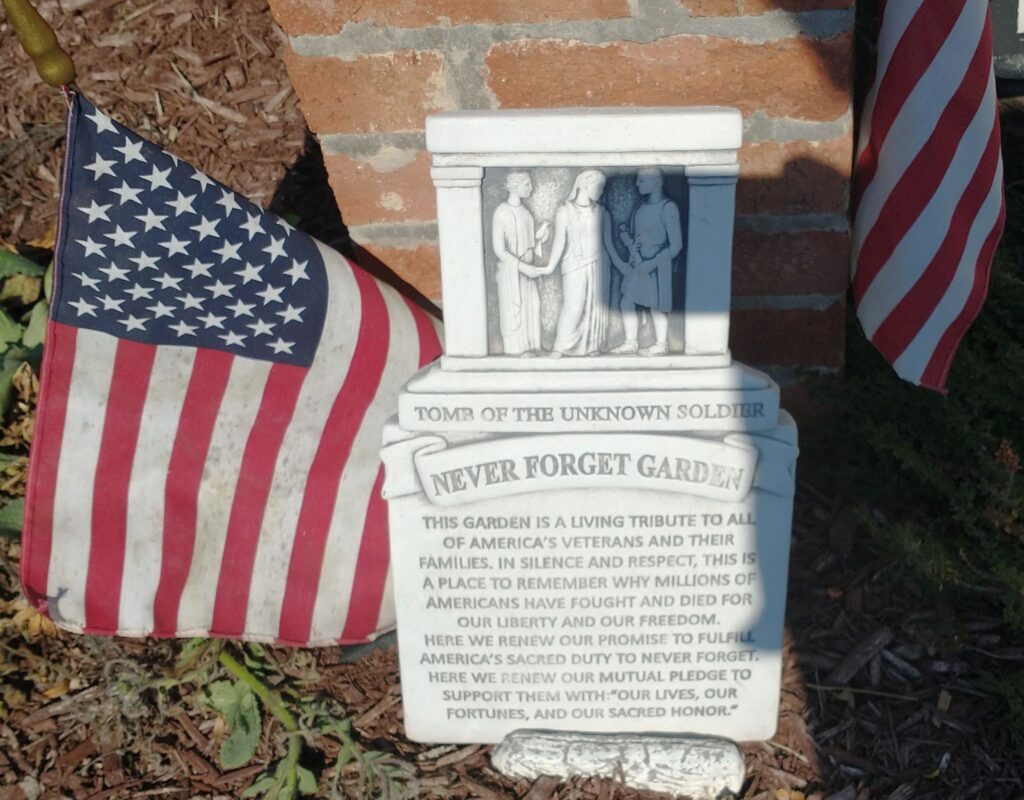 TOMB OF THE UNKNOWN SOLDIER
NEVER FORGET GARDEN
THIS GARDEN IS A LIVING TRIBUTE TO ALL
OF AMERICA'S VETERANS AND THEIR
FAMILIES. IN SILENCE AND RESPECT, THIS IS
A PLACE TO REMEMBER WHY MILLIONS OF
AMERICANS HAVE FOUGHT AND DIED FOR
OUR LIBERTY AND OUR FREEDOM.
HERE WE RENEW OUR PROMISE TO FULFILL
AMERICA'S SACRED DUTY TO NEVER FORGET.
HERE WE RENEW OUR MUTUAL PLEDGE TO
SUPPORT THEM WITH:"OUR LIVES, OUR
FORTUNES, AND OUR SACRED HONOR."